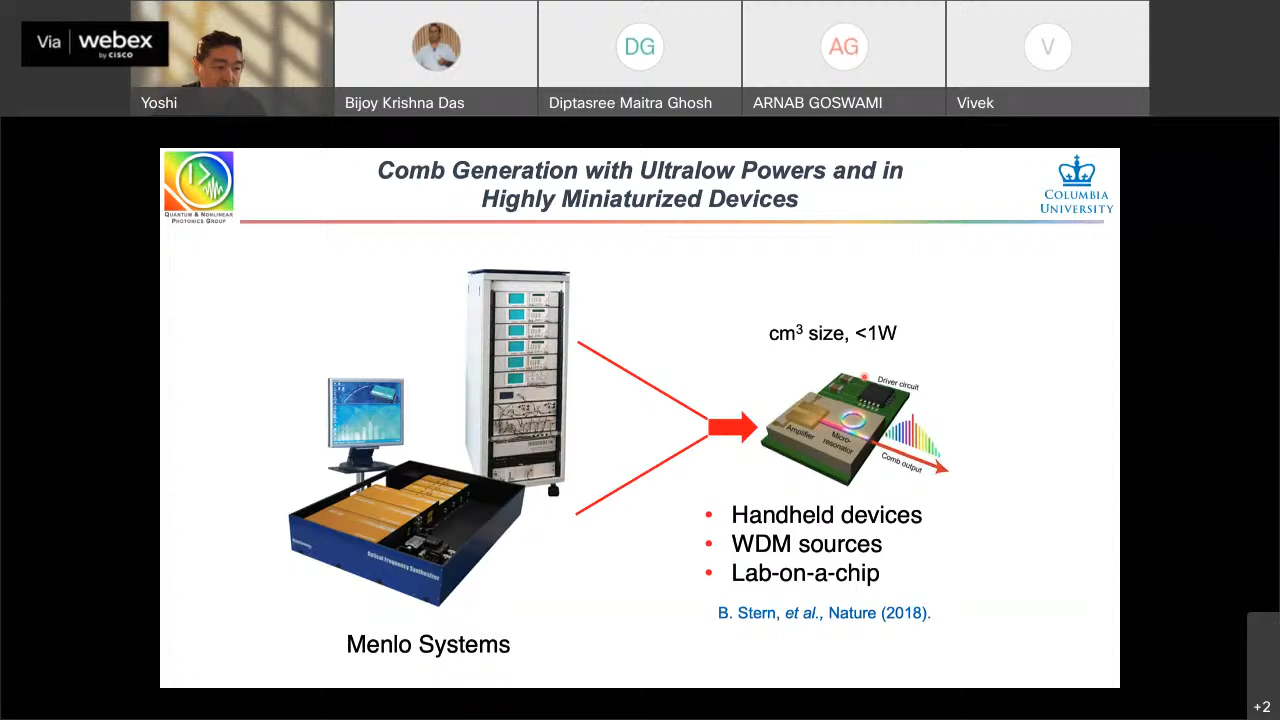 Via webex
by CISCO
DG
AG
V
Yoshi
Bijoy Krishna Das
Diptasree Maitra Ghosh
ARNAB GOSWAMI
Vivek
Comb Generation with Ultralow Powers and in
Highly Miniaturized Devices
QUANTUM & NONLINEAR
PHOTONICS GROUP
COLUMBIA
UNIVERSITY
cm³ size, <1W
Driver circuit
Amplifier
Micro-
resonator
Comb output
Optical Frequency Synthesizer
• Handheld devices
• WDM sources
• Lab-on-a-chip
B. Stern, et al., Nature (2018).
Menlo Systems
+2